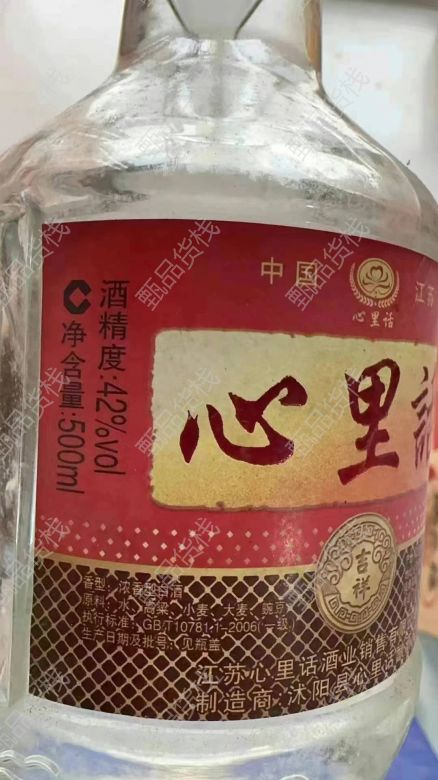 中国
江苏
心里话
心里
酒精度:42%vol
净含量:500ml
吉祥
香型：浓香型白酒
原料：水、高粱、小麦、大麦、豌豆
执行标准：GB/T10781.1-2006(一级)
生产日期及批号：见瓶盖
江苏心里话酒业销售有
制造商:沭阳县心里话
甄品货栈